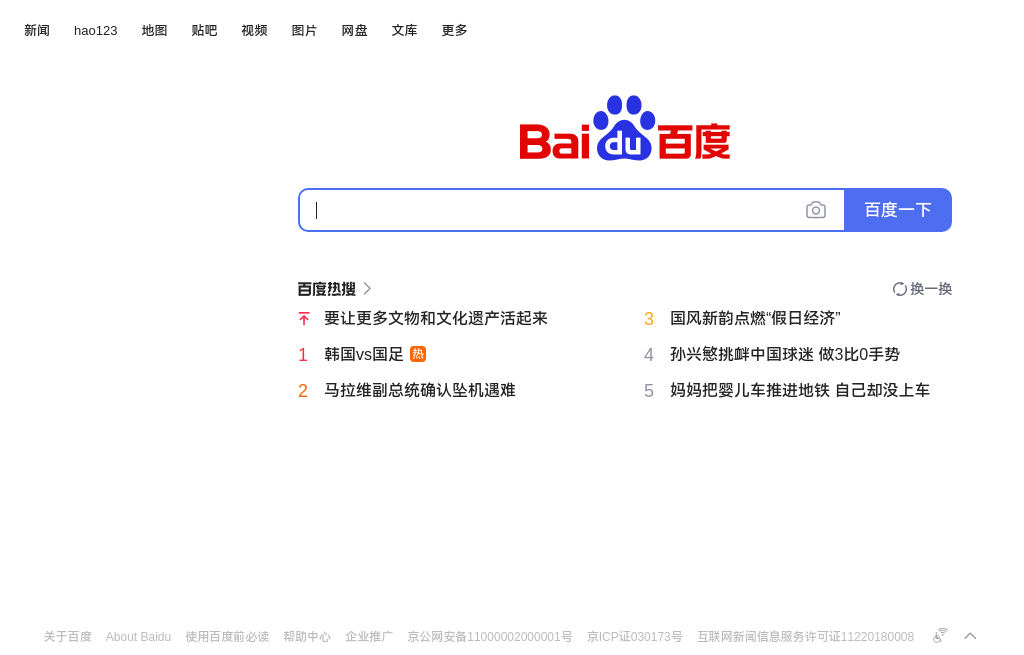 新闻 hao123 地图 贴吧 视频 图片 网盘 文库 更多
Baidu百度
百度一下
百度热搜 换一换
要让更多文物和文化遗产活起来
1 韩国vs国足 热
2 马拉维副总统确认坠机遇难
3 国风新韵点燃“假日经济”
4 孙兴慜挑衅中国球迷 做3比0手势
5 妈妈把婴儿车推进地铁 自己却没上车
关于百度 About Baidu 使用百度前必读 帮助中心 企业推广 京公网安备11000002000001号 京ICP证030173号 互联网新闻信息服务许可证11220180008